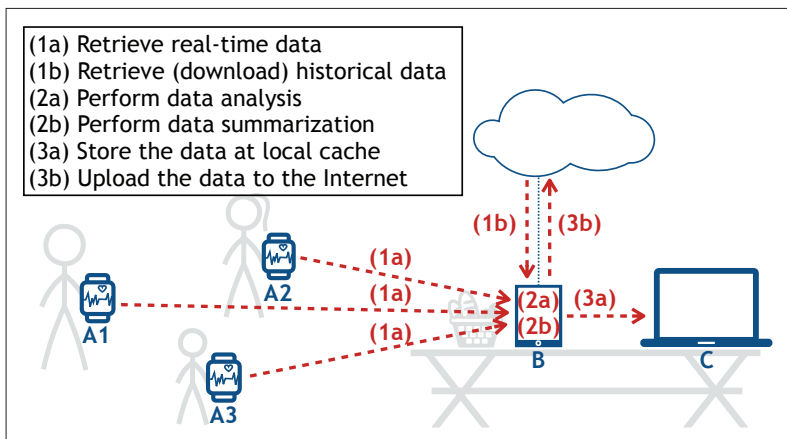 (1a) Retrieve real-time data
(1b) Retrieve (download) historical data
(2a) Perform data analysis
(2b) Perform data summarization
(3a) Store the data at local cache
(3b) Upload the data to the Internet
(1b)
(3b)
(1a)
A2
(1a)
A1
(1a)
A3
(2a)
(2b)
(3a)
B
C